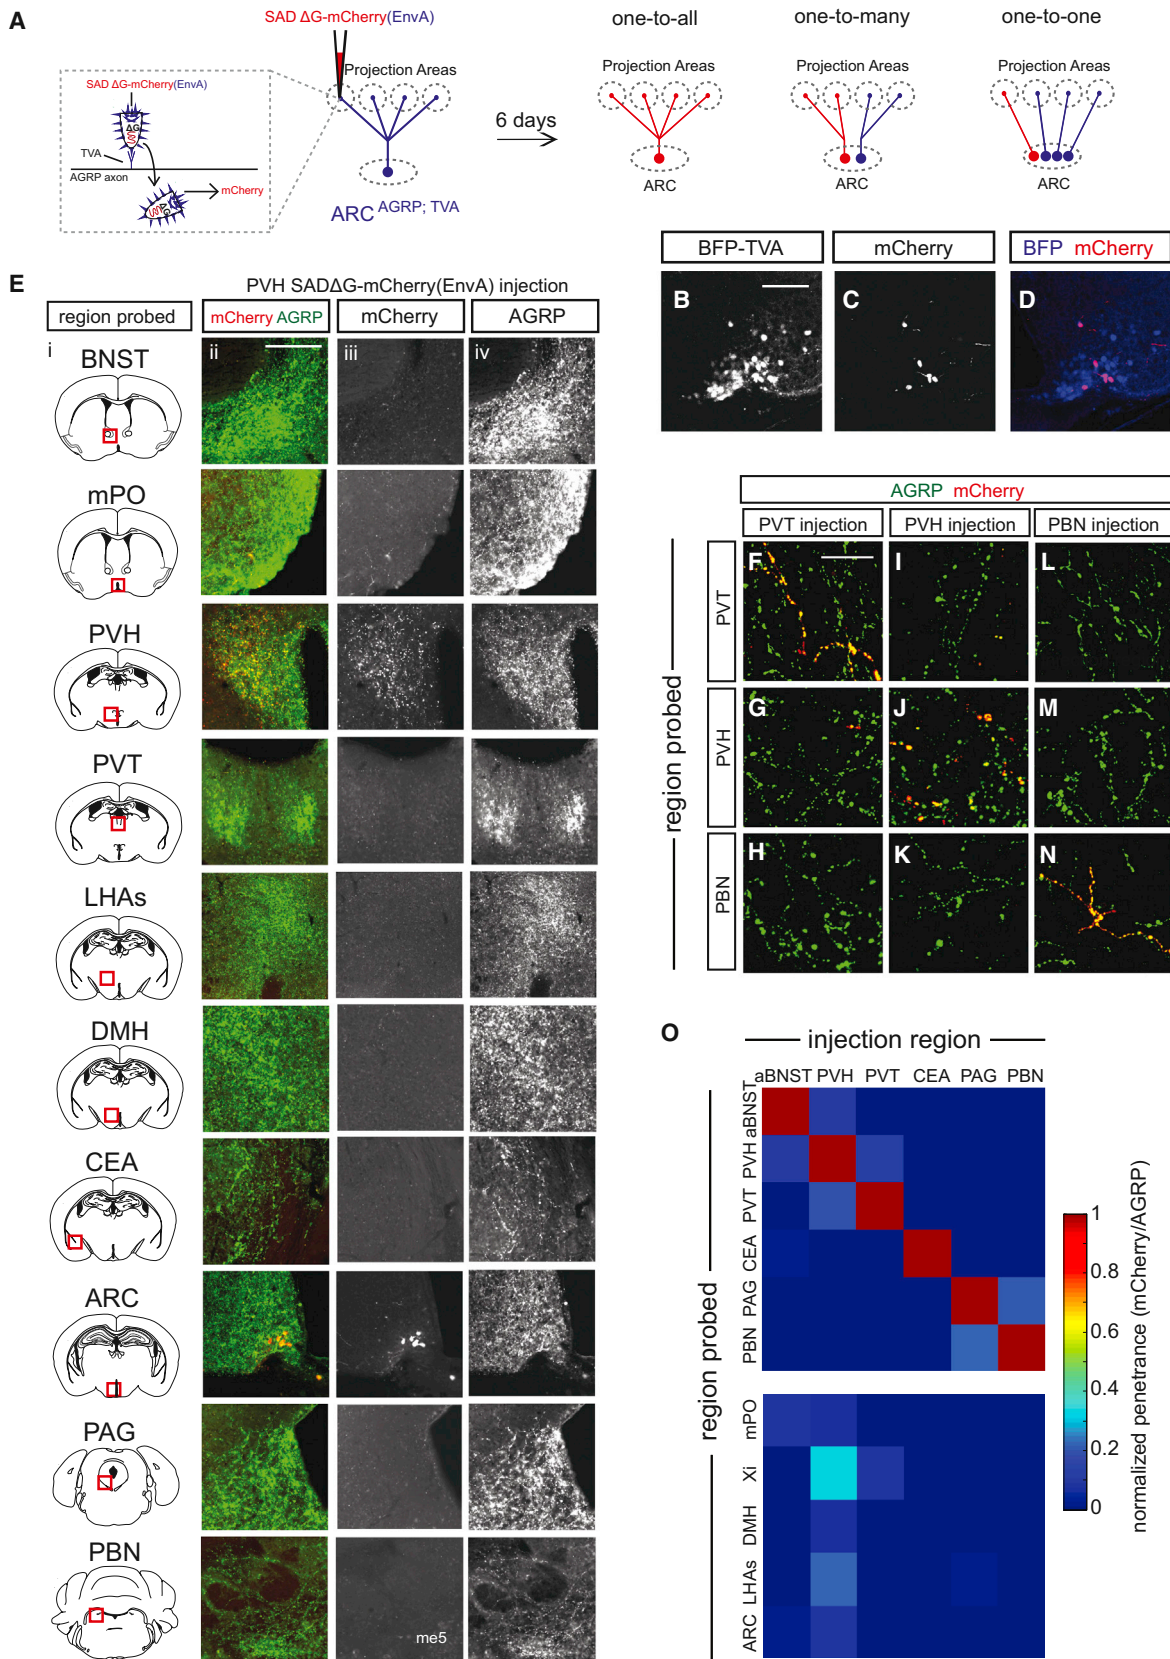 A
SAD ΔG-mCherry(EnvA)
one-to-all
one-to-many
one-to-one
SAD ΔG-mCherry(EnvA)
Projection Areas
Projection Areas
Projection Areas
Projection Areas
ΔG
TVA
AGRP axon
ΔG
mCherry
6 days
ARC AGRP; TVA
ARC
ARC
ARC
BFP-TVA
mCherry
BFP mCherry
B
C
D
E
PVH SADΔG-mCherry(EnvA) injection
region probed
mCherry AGRP
mCherry
AGRP
i
ii
iii
iv
BNST
mPO
PVH
PVT
LHAs
DMH
CEA
ARC
PAG
PBN
me5
AGRP mCherry
PVT injection
PVH injection
PBN injection
region probed
PVT
F
I
L
PVH
G
J
M
PBN
H
K
N
O
injection region
aBNST PVH PVT CEA PAG PBN
region probed
aBNST
PVH
PVT
CEA
PAG
PBN
mPO
Xi
DMH
LHAs
ARC
1
0.8
0.6
0.4
0.2
0
normalized penetrance (mCherry/AGRP)